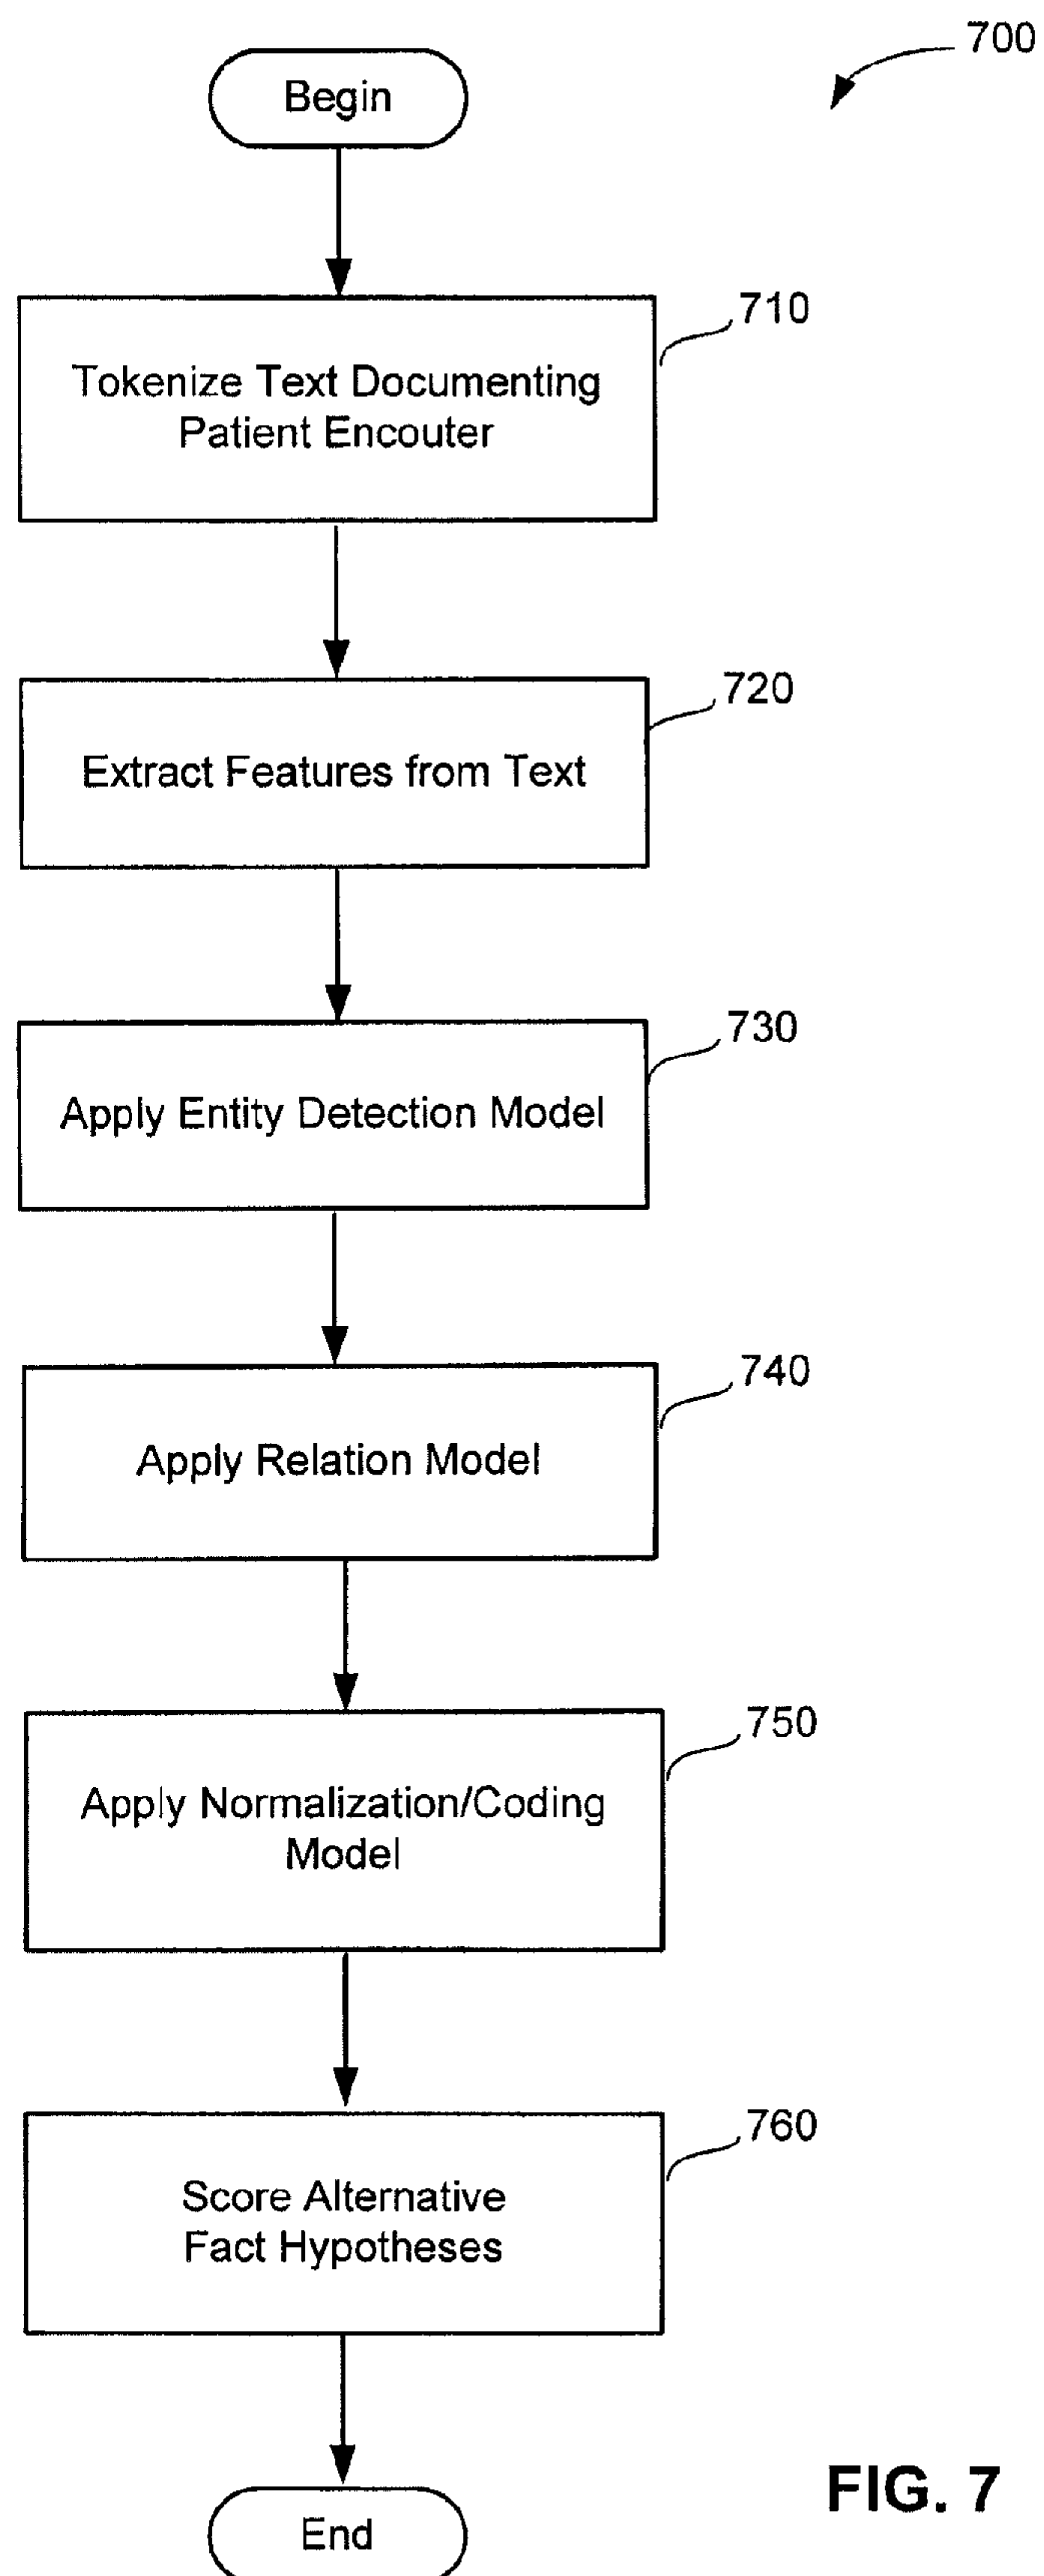 700
Begin
710
Tokenize Text Documenting
Patient Encouter
720
Extract Features from Text
730
Apply Entity Detection Model
740
Apply Relation Model
750
Apply Normalization/Coding
Model
760
Score Alternative
Fact Hypotheses
End
FIG. 7